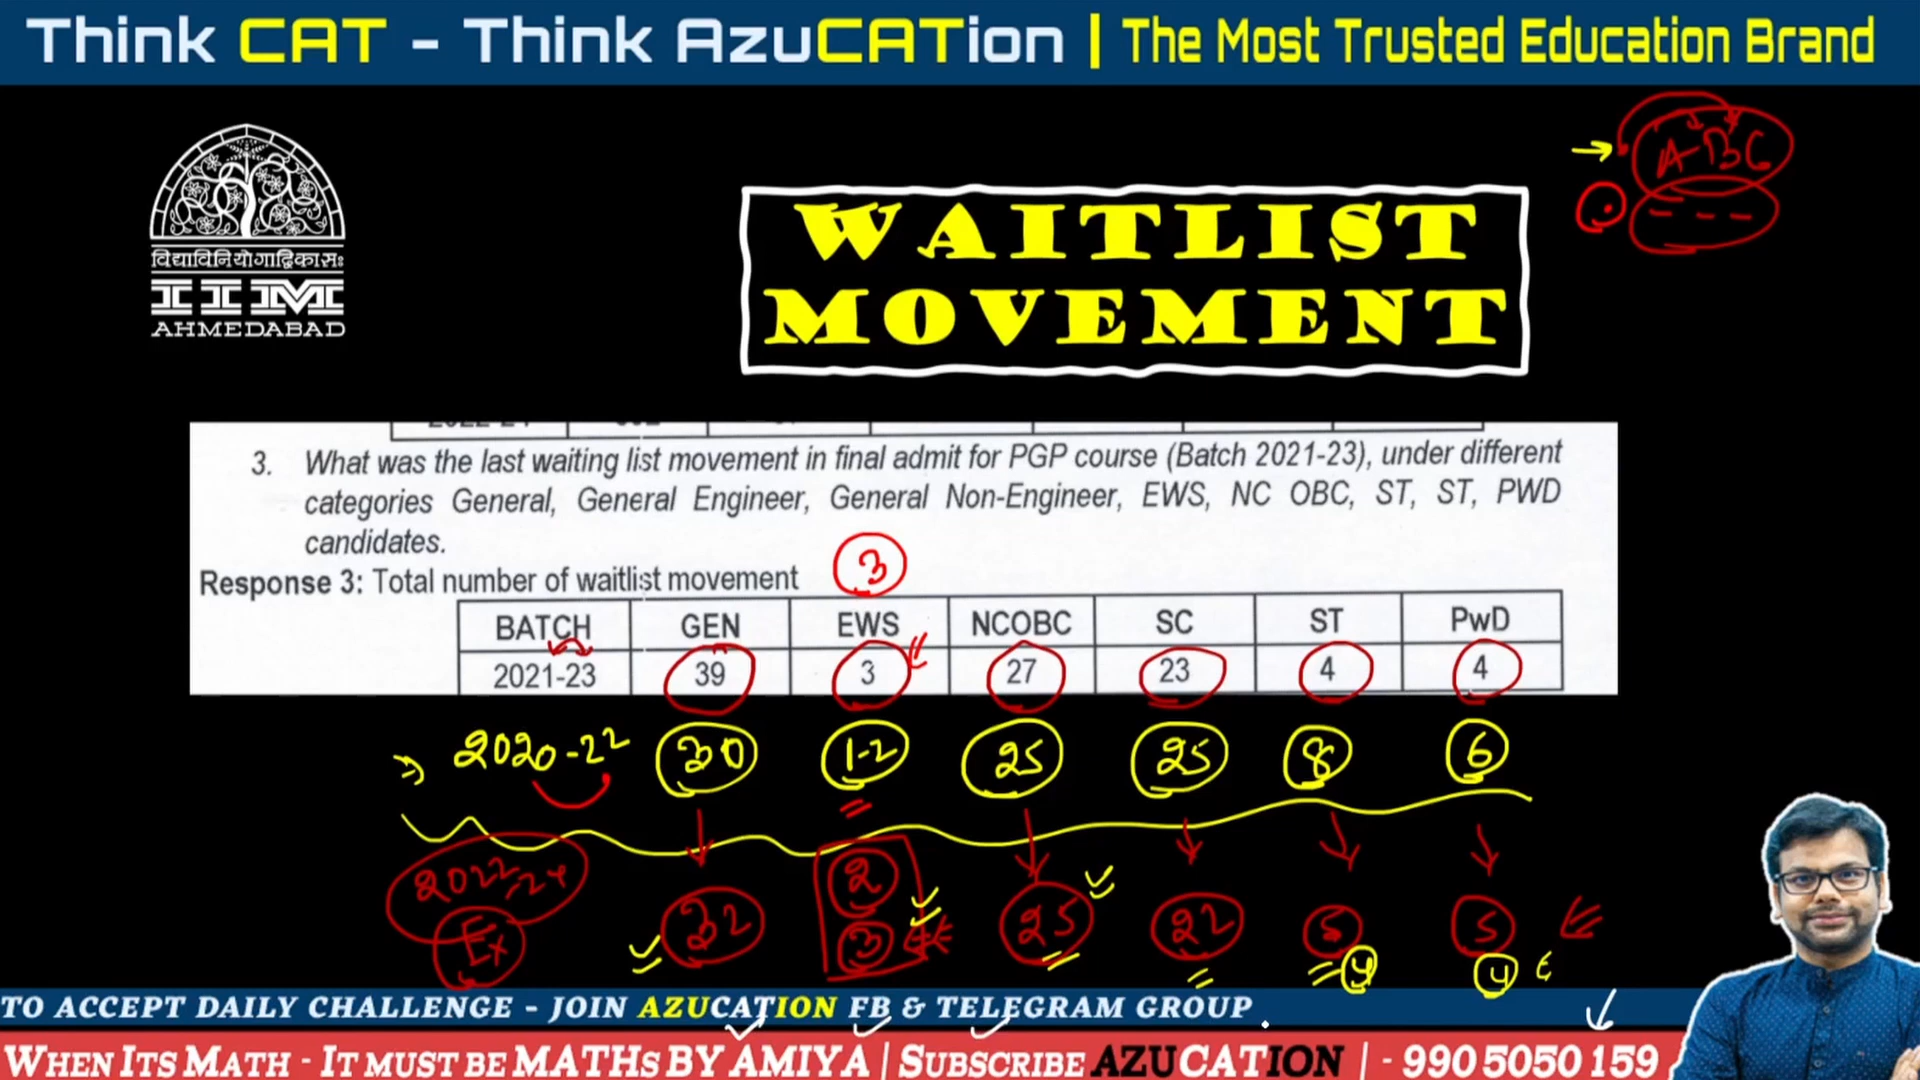 Think CAT - Think AzuCATion | The Most Trusted Education Brand
ABC
विद्याविनियोगाद्विकासः
IIM
AHMEDABAD
WAITLIST
MOVEMENT
3. What was the last waiting list movement in final admit for PGP course (Batch 2021-23), under different
categories General, General Engineer, General Non-Engineer, EWS, NC OBC, ST, ST, PWD
candidates.
3
Response 3: Total number of waitlist movement
BATCH GEN EWS NCOBC SC ST PwD
2021-23 39 3 27 23 4 4
2020-22 30 1-2 25 25 8 6
2022-24 32 2 25 22 5 5
Ex 3 4 4
TO ACCEPT DAILY CHALLENGE - JOIN AZUCATION FB & TELEGRAM GROUP
WHEN ITS MATH - IT MUST BE MATHS BY AMIYA | SUBSCRIBE AZUCATION | - 990 5050 159